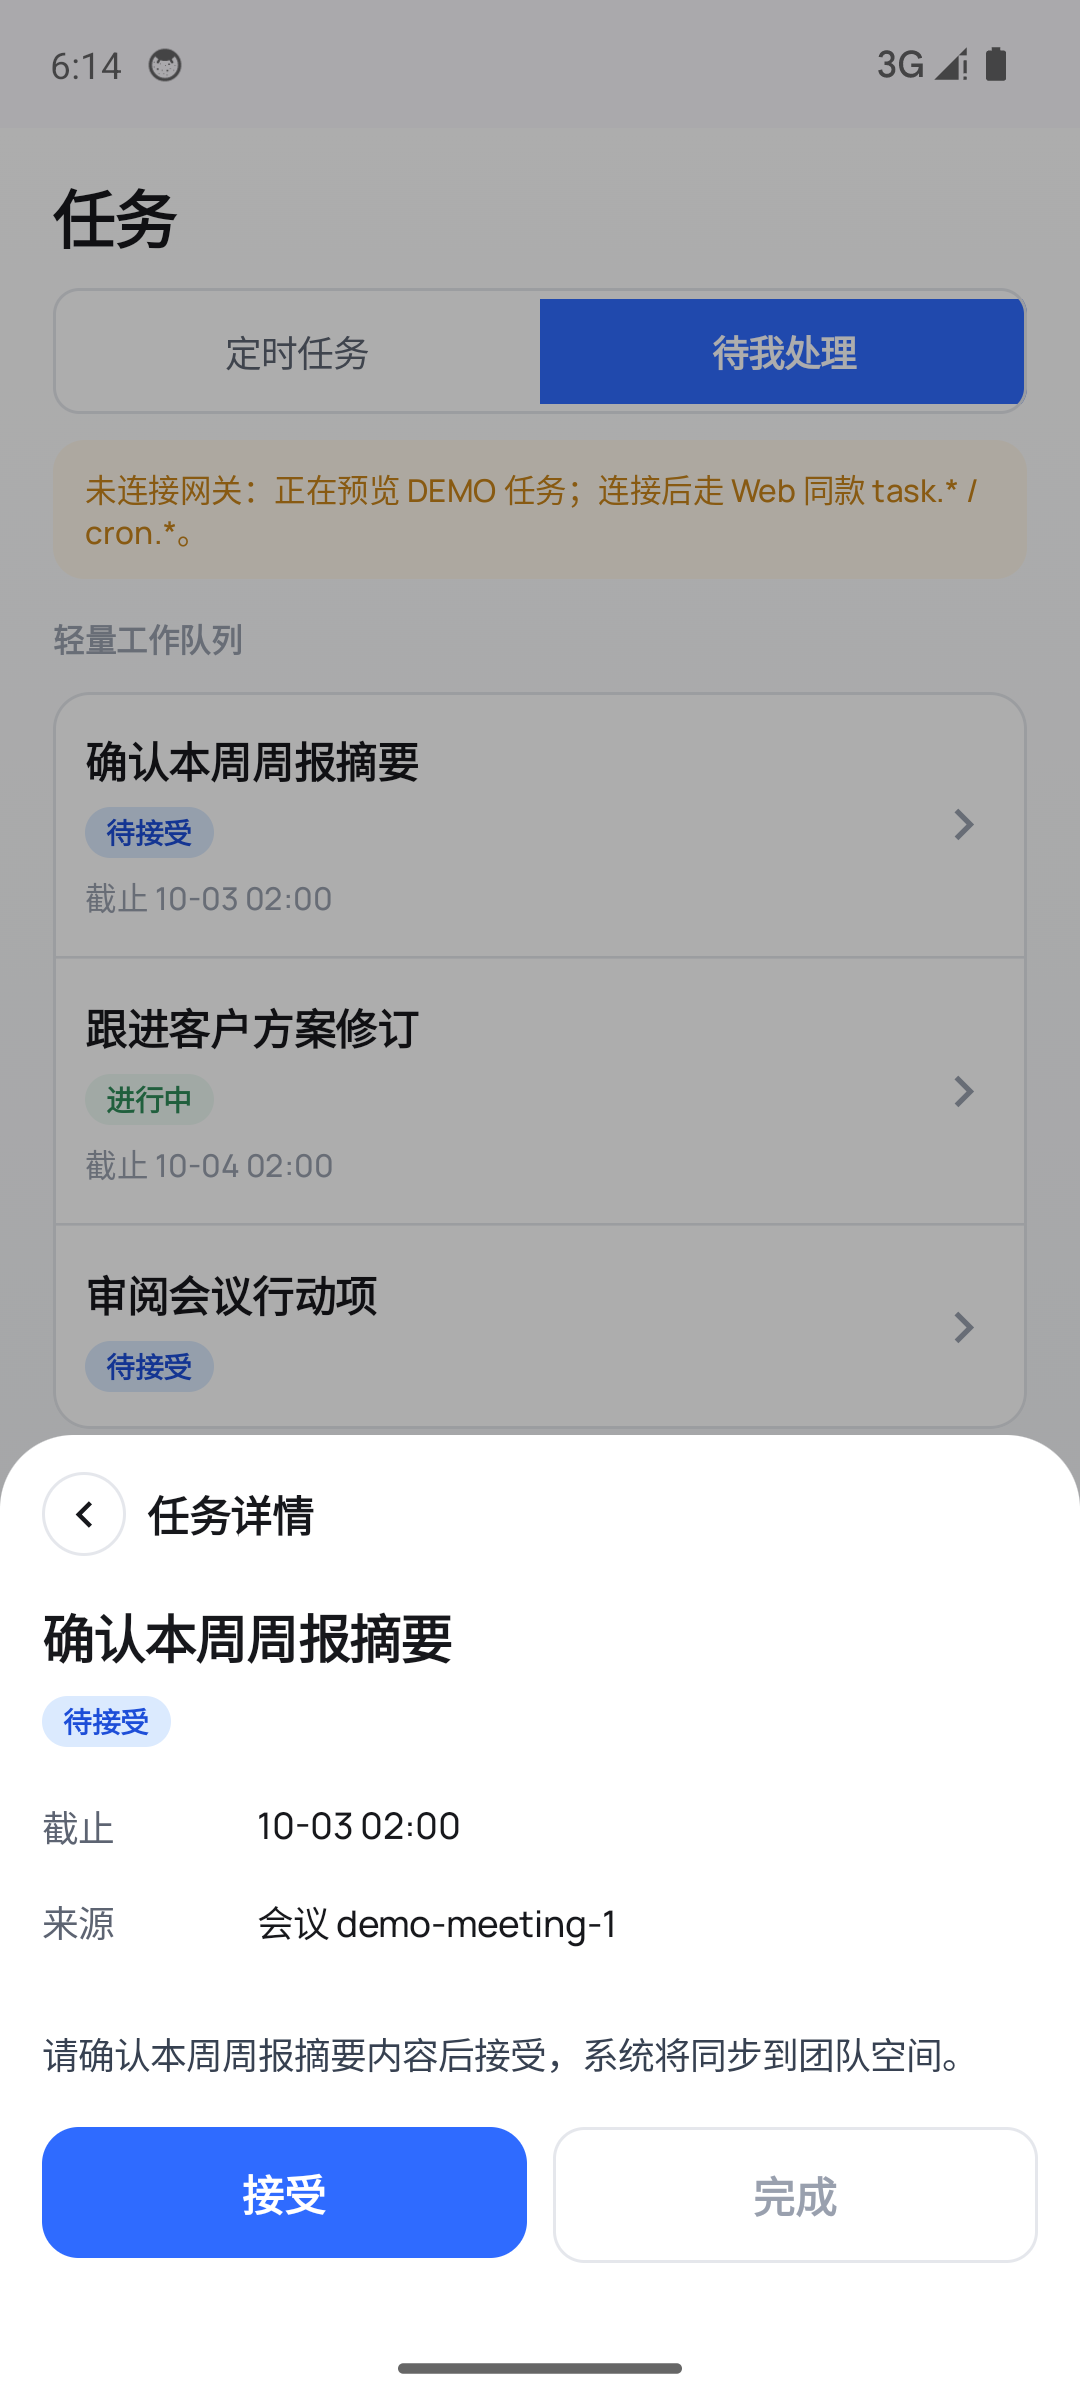 6:14
3G
任务
定时任务
待我处理
未连接网关：正在预览 DEMO 任务；连接后走 Web 同款 task.* /
cron.*。
轻量工作队列
确认本周周报摘要
待接受
截止 10-03 02:00
跟进客户方案修订
进行中
截止 10-04 02:00
审阅会议行动项
待接受
任务详情
确认本周周报摘要
待接受
截止 10-03 02:00
来源 会议 demo-meeting-1
请确认本周周报摘要内容后接受，系统将同步到团队空间。
接受
完成